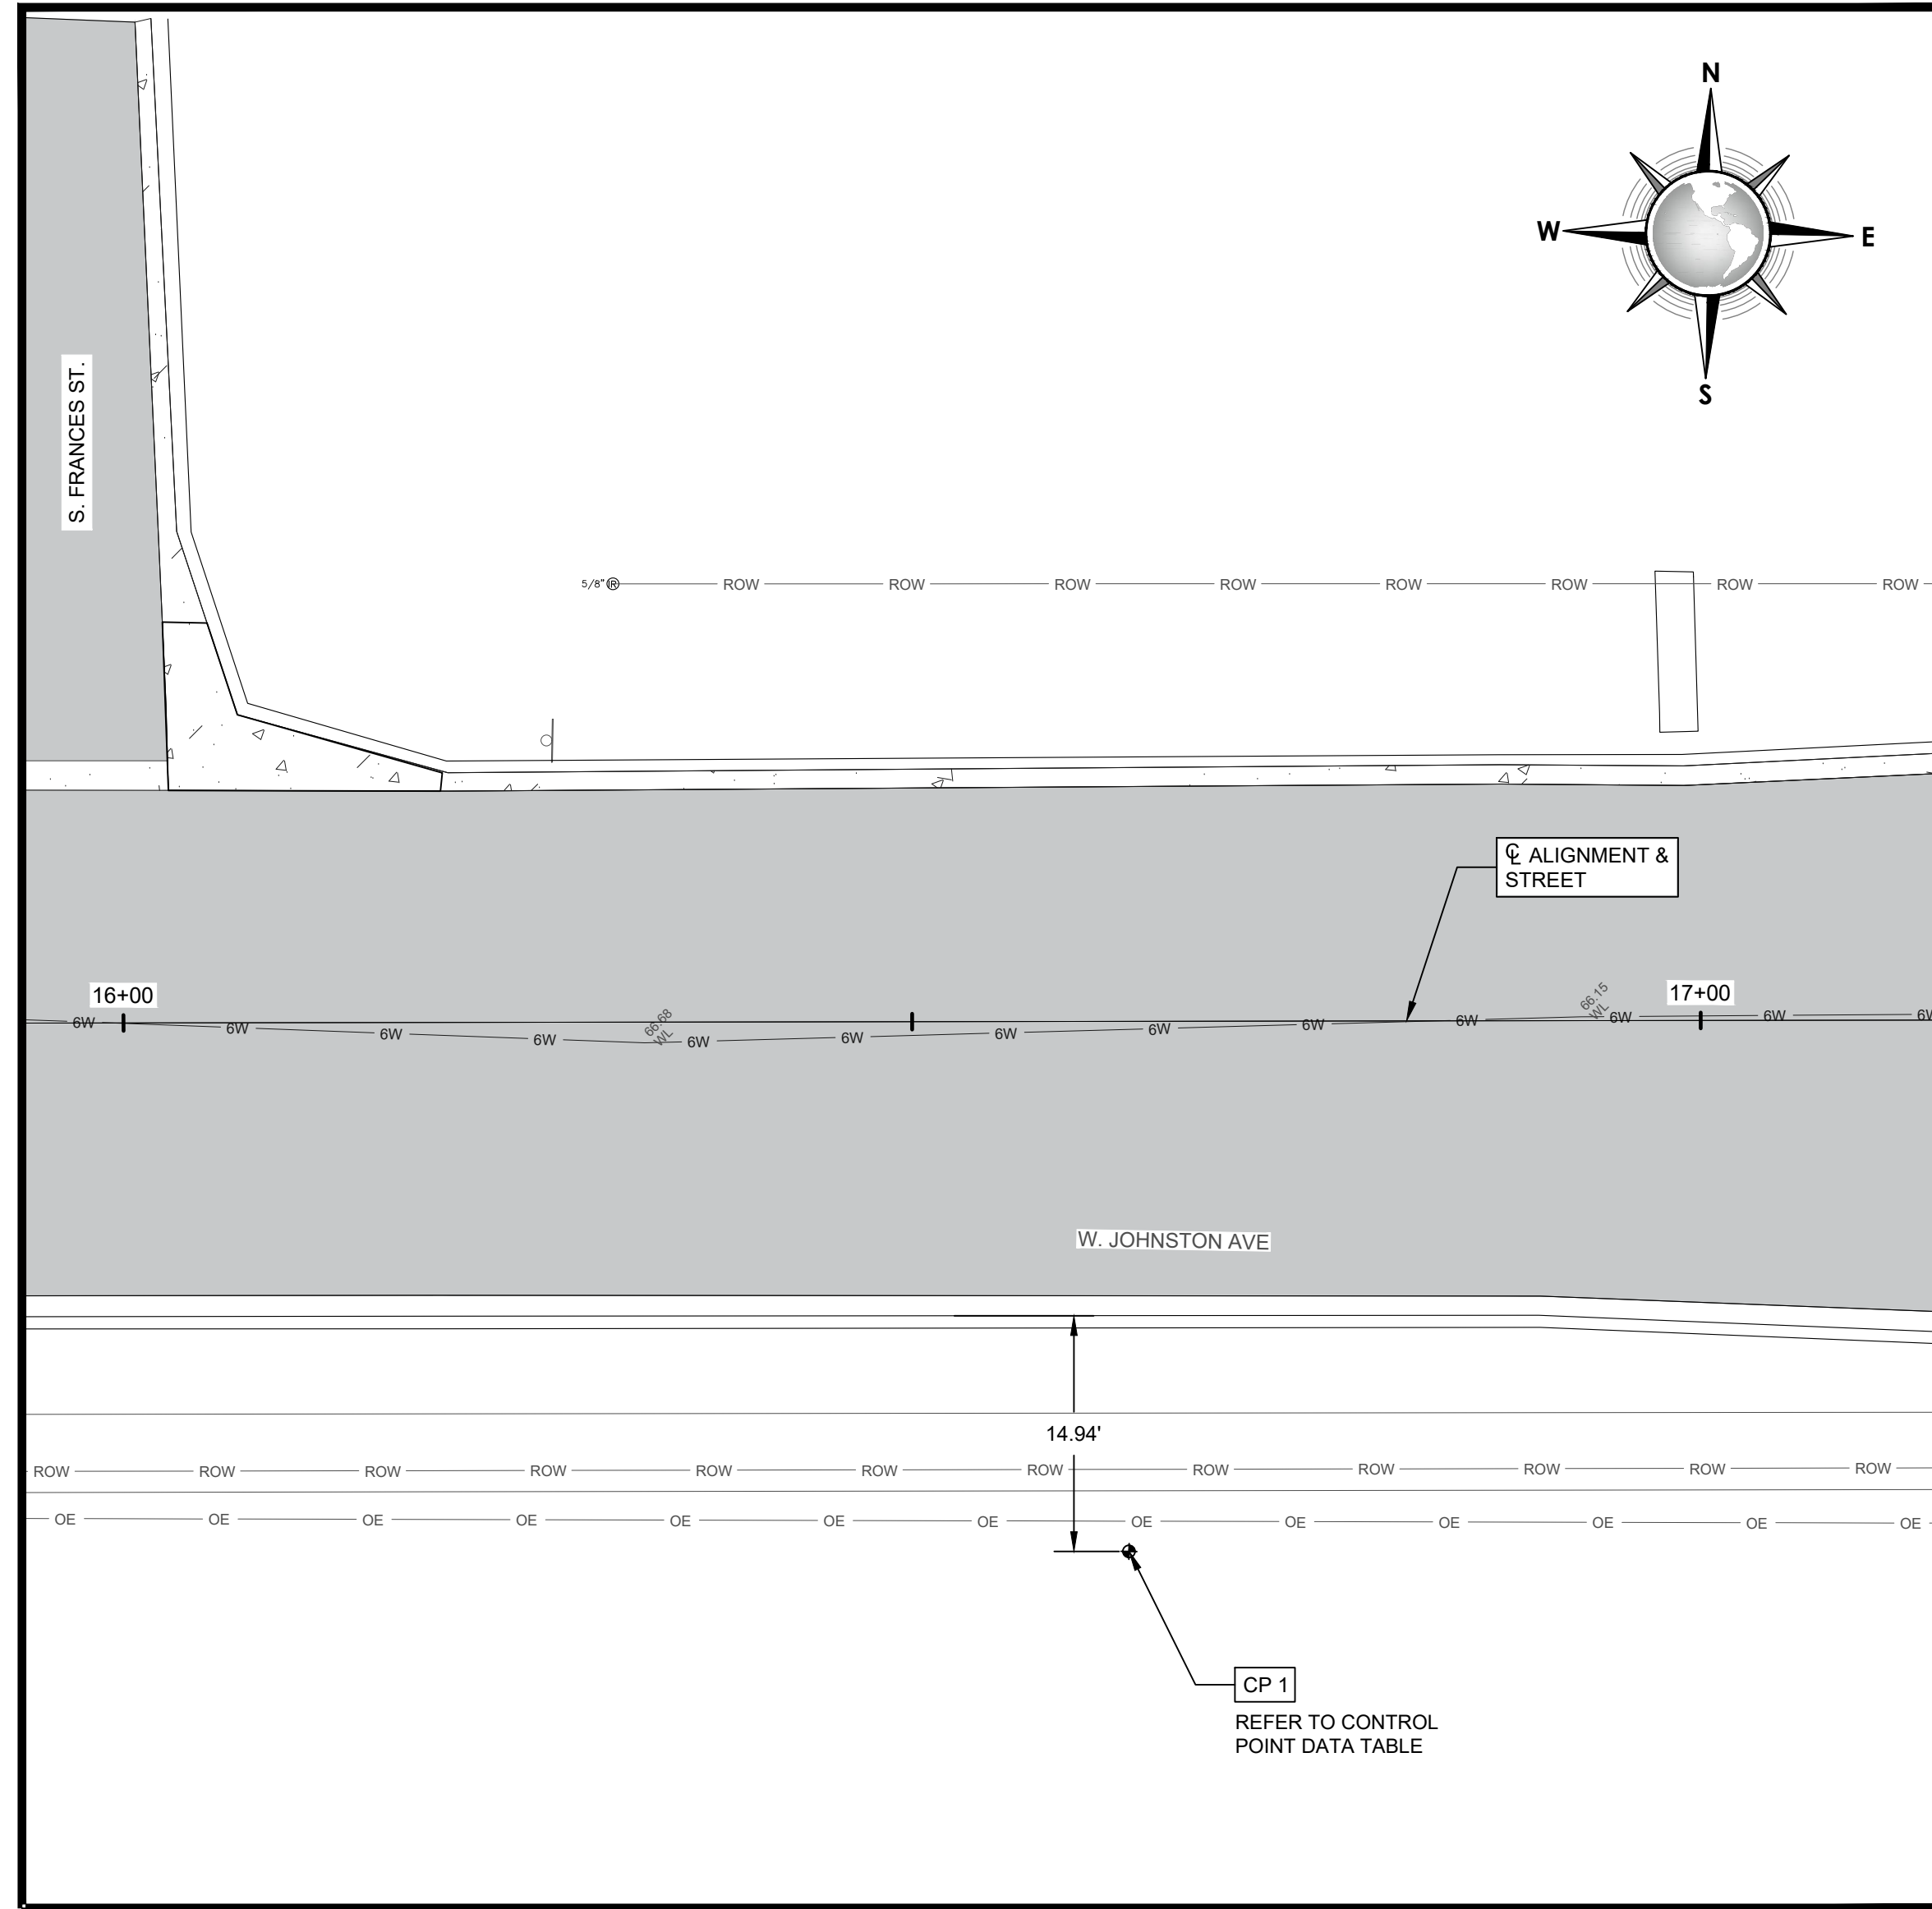 N
W
E
S
S. FRANCES ST.
5/8" IR ROW ROW ROW ROW ROW ROW ROW ROW
℄ ALIGNMENT &
STREET
16+00
17+00
66.68
WL
66.15
WL
6W 6W 6W 6W 6W 6W 6W 6W 6W 6W 6W 6W 6W
W. JOHNSTON AVE
14.94'
ROW ROW ROW ROW ROW ROW ROW ROW ROW ROW ROW ROW
OE OE OE OE OE OE OE OE OE OE OE OE OE
CP 1
REFER TO CONTROL
POINT DATA TABLE